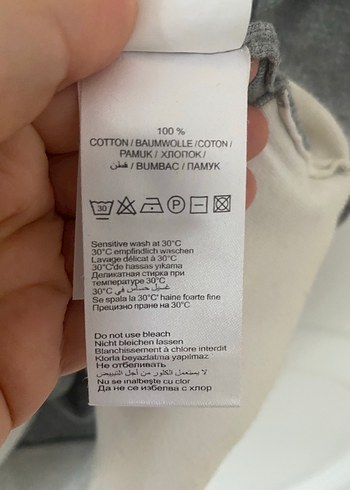 100 %
COTTON / BAUMWOLLE /COTON /
PAMUK / ХЛОПОК /
قطن / BUMBAC / ПАМУК
30 P
Sensitive wash at 30°C
30°C empfindlich waschen
Lavage délicat à 30°C
30°C'de hassas yıkama
Деликатная стирка при
температуре 30°C
غسيل حساس في 30°C
Se spala la 30°C' haine foarte fine
Прецизно пране на 30°C
Do not use bleach
Nicht bleichen lassen
Blanchissement à chlore interdit
Klorla beyazlatma yapılmaz
Не отбеливать
لا يستعمل الكلور من أجل التبييض
Nu se inalbeşte cu clor
Да не се избелва с хлор